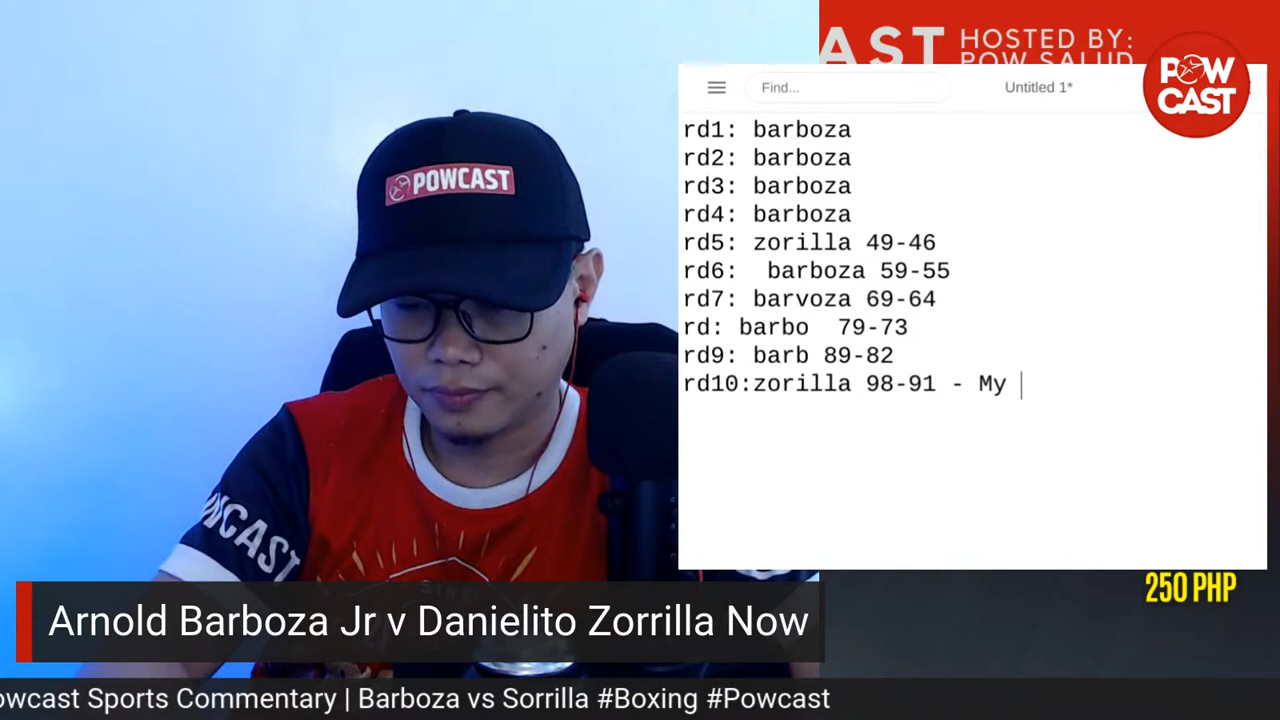 AST
HOSTED BY:
POW SALUD
POW
CAST
Find...
Untitled 1*
rd1: barboza
rd2: barboza
rd3: barboza
rd4: barboza
rd5: zorilla 49-46
rd6:  barboza 59-55
rd7: barvoza 69-64
rd: barbo  79-73
rd9: barb 89-82
rd10:zorilla 98-91 - My
POWCAST
OWCAST
250 PHP
Arnold Barboza Jr v Danielito Zorrilla Now
owcast Sports Commentary | Barboza vs Sorrilla #Boxing #Powcast